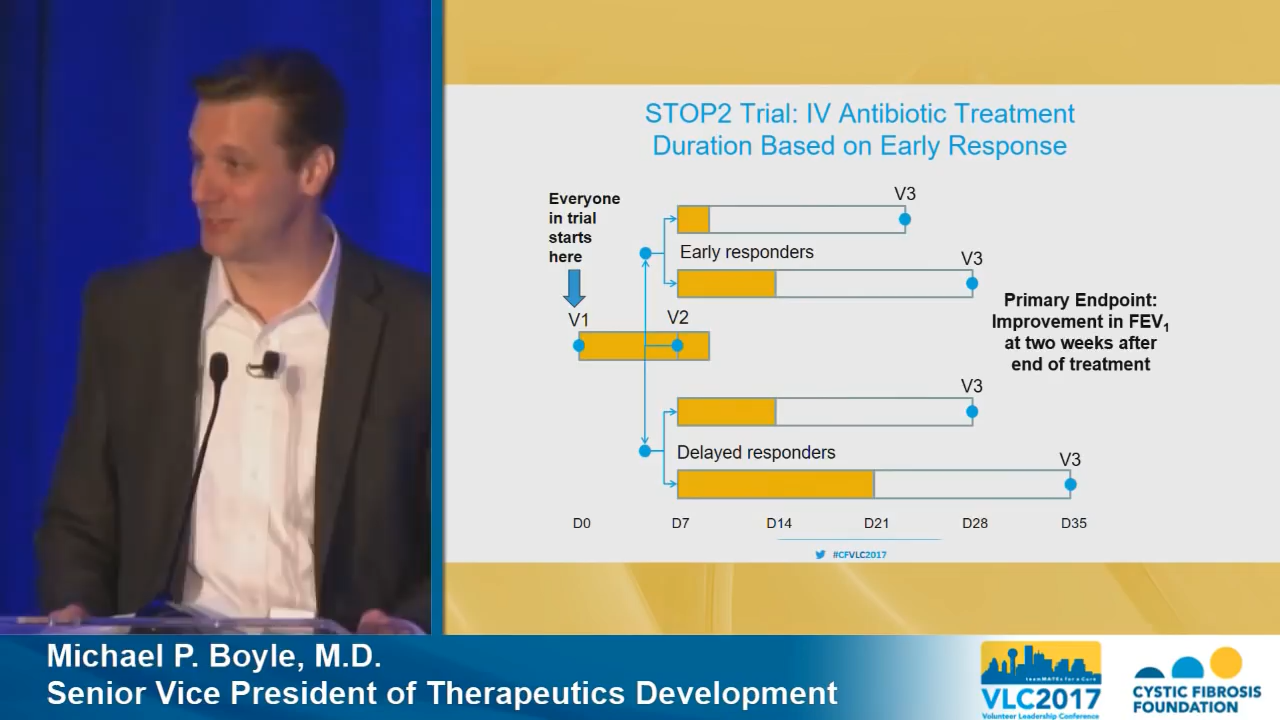 STOP2 Trial: IV Antibiotic Treatment
Duration Based on Early Response
Everyone
in trial
starts
here
V1
V2
V3
Early responders
V3
V3
Delayed responders
V3
Primary Endpoint:
Improvement in FEV1
at two weeks after
end of treatment
D0
D7
D14
D21
D28
D35
#CFVLC2017
Michael P. Boyle, M.D.
Senior Vice President of Therapeutics Development
teamMATEs for a Cure
VLC2017
Volunteer Leadership Conference
CYSTIC FIBROSIS
FOUNDATION